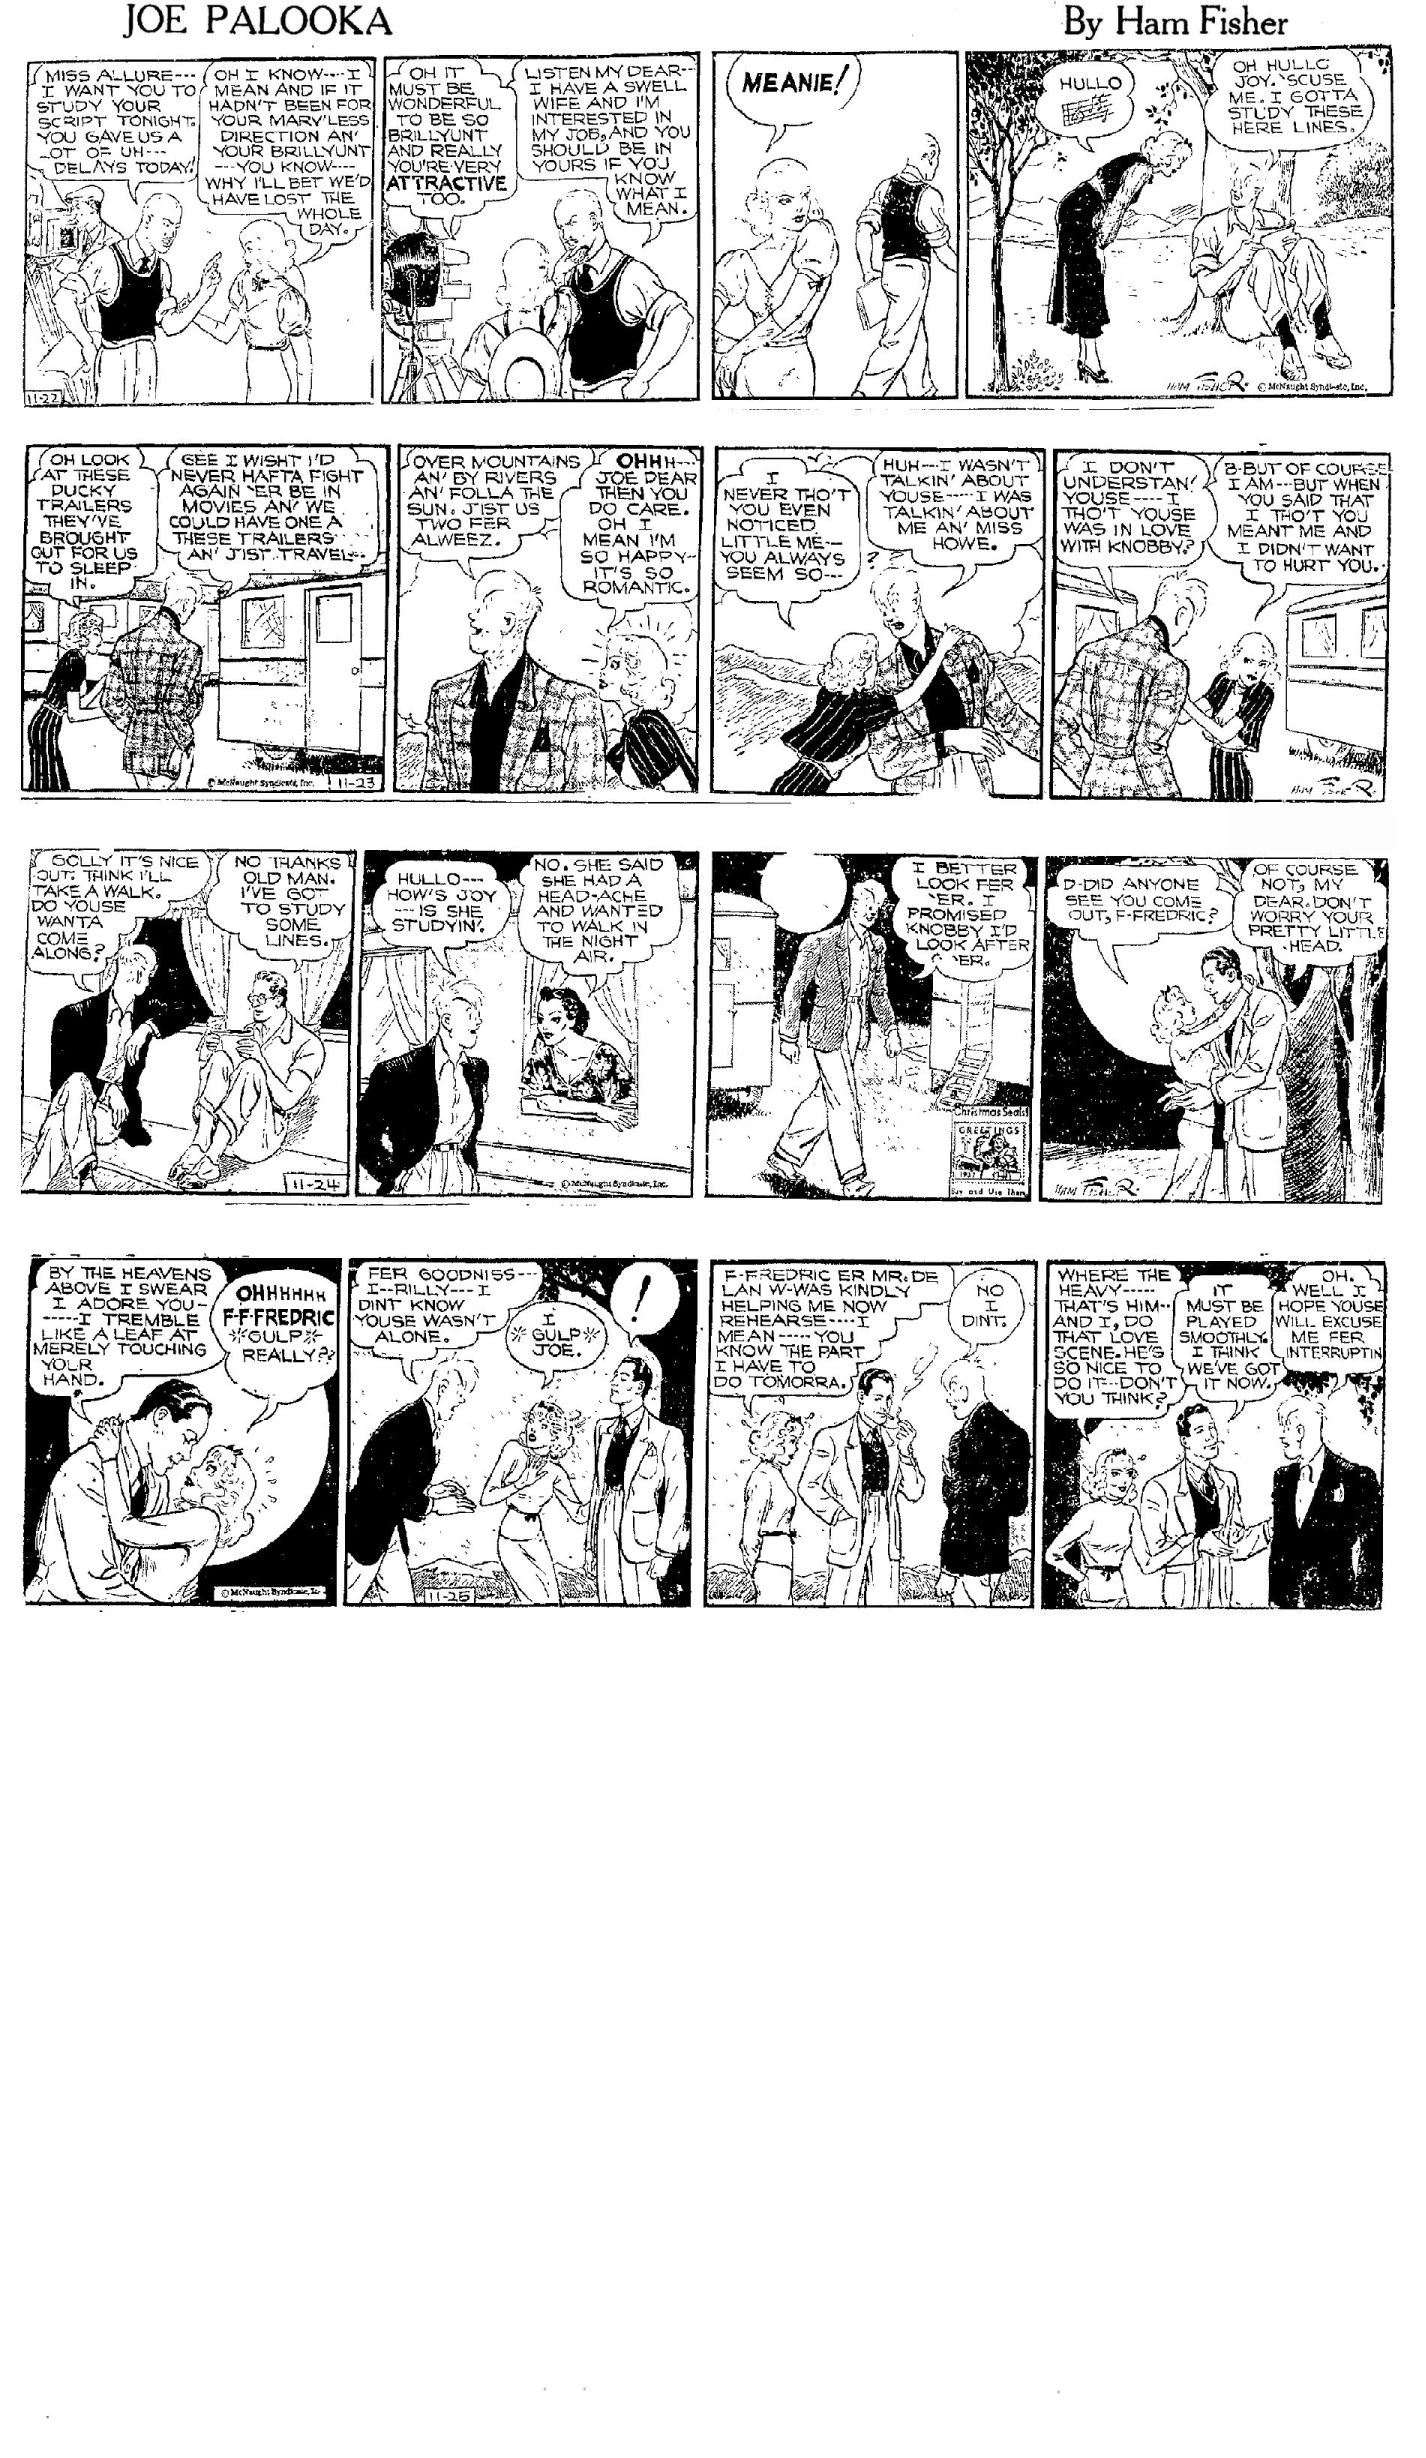 JOE PALOOKA
By Ham Fisher
MISS ALLURE---
I WANT YOU TO
STUDY YOUR
SCRIPT TONIGHT.
YOU GAVE US A
LOT OF UH---
DELAYS TODAY!
OH I KNOW---I
MEAN AND IF IT
HADN'T BEEN FOR
YOUR MARV'LESS
DIRECTION AN'
YOUR BRILLYUNT
---YOU KNOW----
WHY I'LL BET WE'D
HAVE LOST THE
WHOLE
DAY.
11-22
OH IT
MUST BE
WONDERFUL
TO BE SO
BRILLYUNT
AND REALLY
YOU'RE VERY
ATTRACTIVE
TOO.
LISTEN MY DEAR--
I HAVE A SWELL
WIFE AND I'M
INTERESTED IN
MY JOB, AND YOU
SHOULD BE IN
YOURS IF YOU
KNOW
WHAT I
MEAN.
MEANIE!
HULLO
OH HULLO
JOY. 'SCUSE
ME. I GOTTA
STUDY THESE
HERE LINES.
HAM FISHER.
© McNaught Syndicate, Inc.
OH LOOK
AT THESE
DUCKY
TRAILERS
THEY'VE
BROUGHT
OUT FOR US
TO SLEEP
IN.
GEE I WISHT I'D
NEVER HAFTA FIGHT
AGAIN 'ER BE IN
MOVIES AN' WE
COULD HAVE ONE A
THESE TRAILERS
AN' JIST TRAVEL--
© McNaught Syndicate, Inc.
11-23
OVER MOUNTAINS
AN' BY RIVERS
AN' FOLLA THE
SUN. JIST US
TWO FER
ALWEEZ.
OHHH---
JOE DEAR
THEN YOU
DO CARE.
OH I
MEAN I'M
SO HAPPY-
IT'S SO
ROMANTIC.
I
NEVER THO'T
YOU EVEN
NOTICED
LITTLE ME--
YOU ALWAYS
SEEM SO---
?
HUH--I WASN'T
TALKIN' ABOUT
YOUSE----I WAS
TALKIN' ABOUT
ME AN' MISS
HOWE.
I DON'T
UNDERSTAN'
YOUSE----I
THO'T YOUSE
WAS IN LOVE
WITH KNOBBY?
B-BUT OF COURSE
I AM---BUT WHEN
YOU SAID THAT
I THO'T YOU
MEANT ME AND
I DIDN'T WANT
TO HURT YOU.
HAM FISHER.
GOLLY IT'S NICE
OUT. THINK I'LL
TAKE A WALK.
DO YOUSE
WANTA
COME
ALONG?
NO THANKS
OLD MAN.
I'VE GOT
TO STUDY
SOME
LINES.
11-24
HULLO---
HOW'S JOY
---IS SHE
STUDYIN'.
NO. SHE SAID
SHE HAD A
HEAD-ACHE
AND WANTED
TO WALK IN
THE NIGHT
AIR.
© McNaught Syndicate, Inc.
I BETTER
LOOK FER
'ER. I
PROMISED
KNOBBY I'D
LOOK AFTER
'ER.
Christmas Seals!
GREETINGS
1937
Buy and Use Them
D-DID ANYONE
SEE YOU COME
OUT, F-FREDRIC?
OF COURSE
NOT, MY
DEAR. DON'T
WORRY YOUR
PRETTY LITTLE
HEAD.
HAM FISHER.
BY THE HEAVENS
ABOVE I SWEAR
I ADORE YOU-
-----I TREMBLE
LIKE A LEAF AT
MERELY TOUCHING
YOUR
HAND.
OHHHHHH
F-F-FREDRIC
*GULP*
REALLY??
© McNaught Syndicate, Inc
FER GOODNISS---
I--RILLY---I
DINT KNOW
YOUSE WASN'T
ALONE.
I
*GULP*
JOE.
!
11-25
F-FREDRIC ER MR. DE
LAN W-WAS KINDLY
HELPING ME NOW
REHEARSE----I
MEAN-----YOU
KNOW THE PART
I HAVE TO
DO TOMORRA.
NO
I
DINT.
WHERE THE
HEAVY-----
THAT'S HIM--
AND I, DO
THAT LOVE
SCENE. HE'S
SO NICE TO
DO IT---DON'T
YOU THINK?
IT
MUST BE
PLAYED
SMOOTHLY.
I THINK
WE'VE GOT
IT NOW.
OH.
WELL I
HOPE YOUSE
WILL EXCUSE
ME FER
INTERRUPTIN